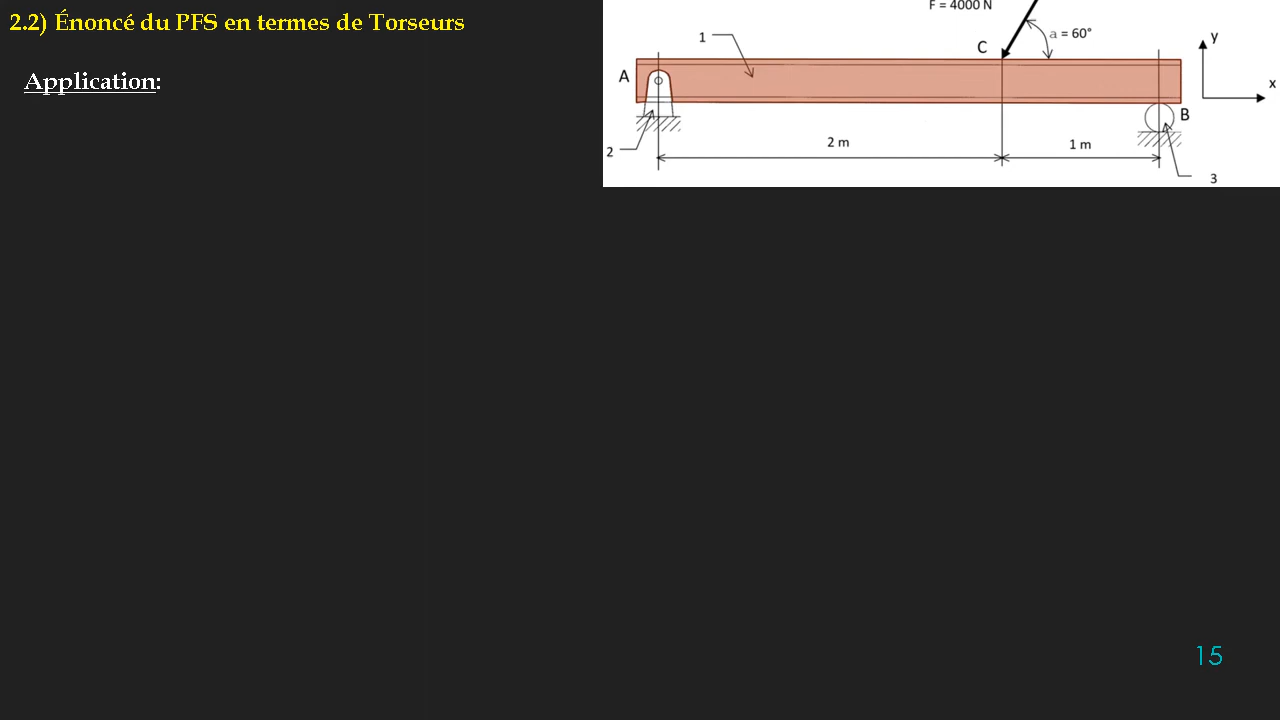 2.2) Énoncé du PFS en termes de Torseurs
Application:
F = 4000 N
1
C
a = 60°
y
A
x
B
2
2 m
1 m
3
15